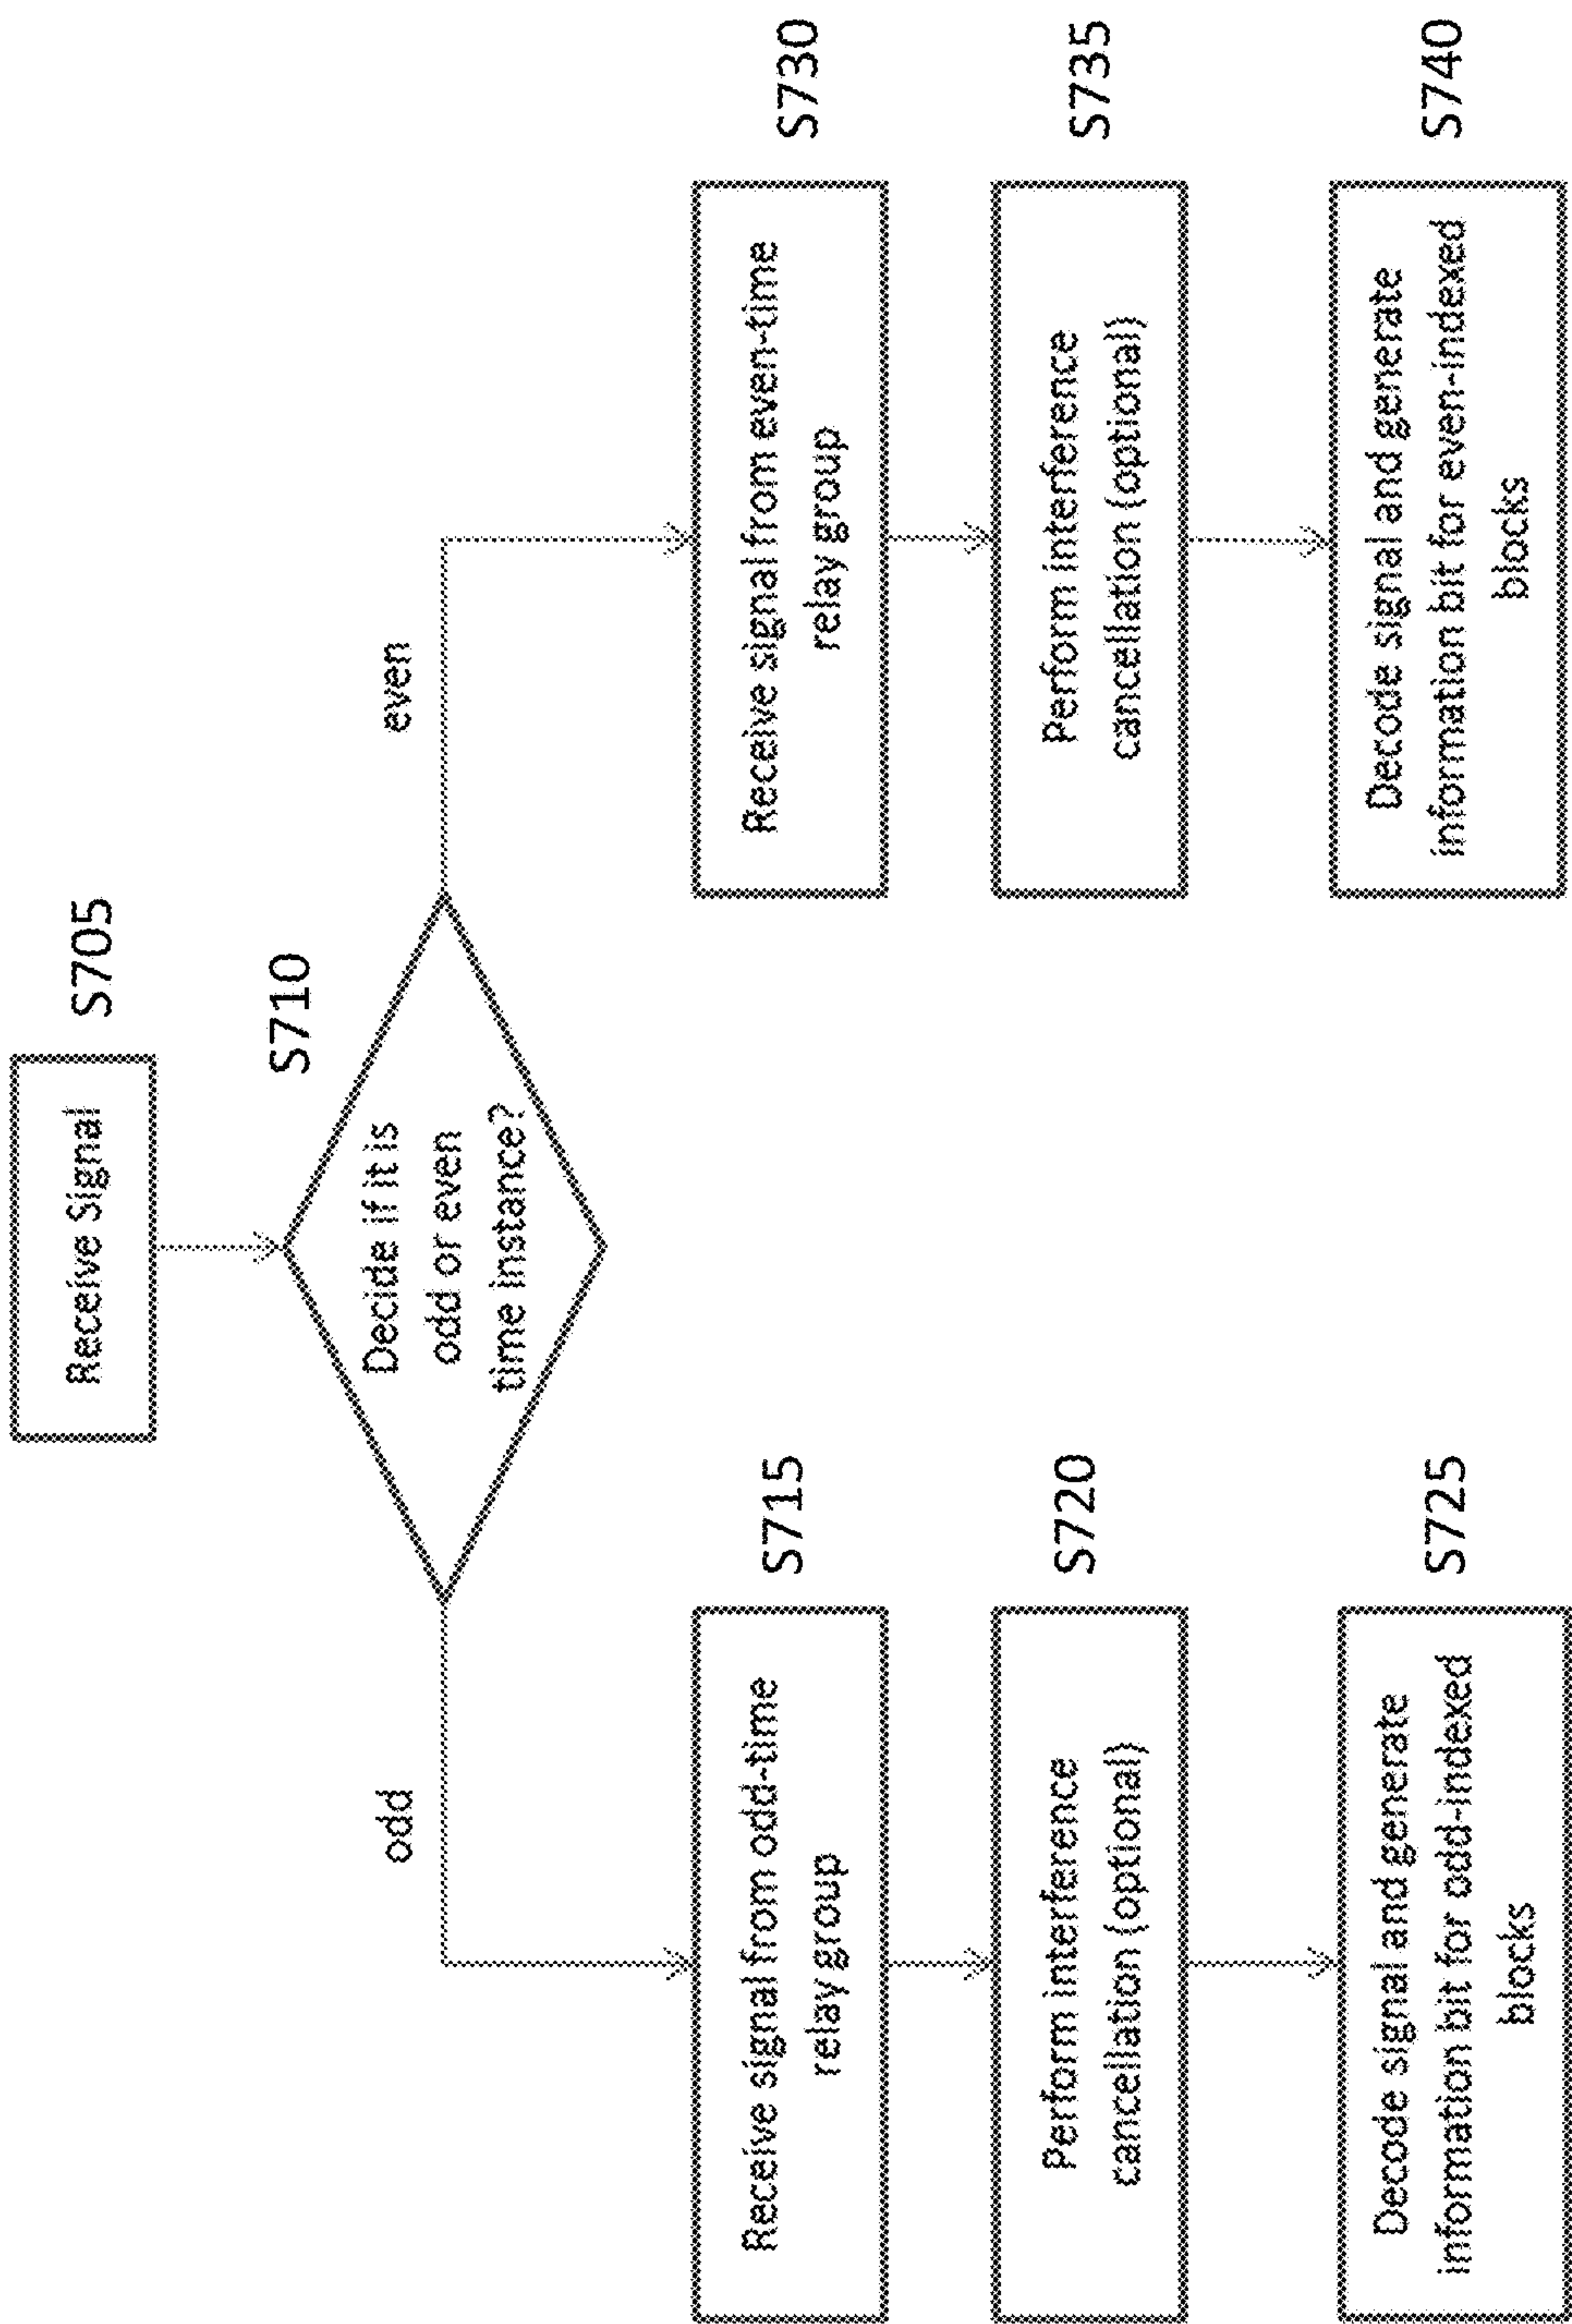 Receive Signal
S705
S710
Decide if it is
odd or even
time instance?
odd
even
Receive signal from odd-time
relay group
S715
Perform interference
cancellation (optional)
S720
Decode signal and generate
information bit for odd-indexed
blocks
S725
Receive signal from even-time
relay group
S730
Perform interference
cancellation (optional)
S735
Decode signal and generate
information bit for even-indexed
blocks
S740